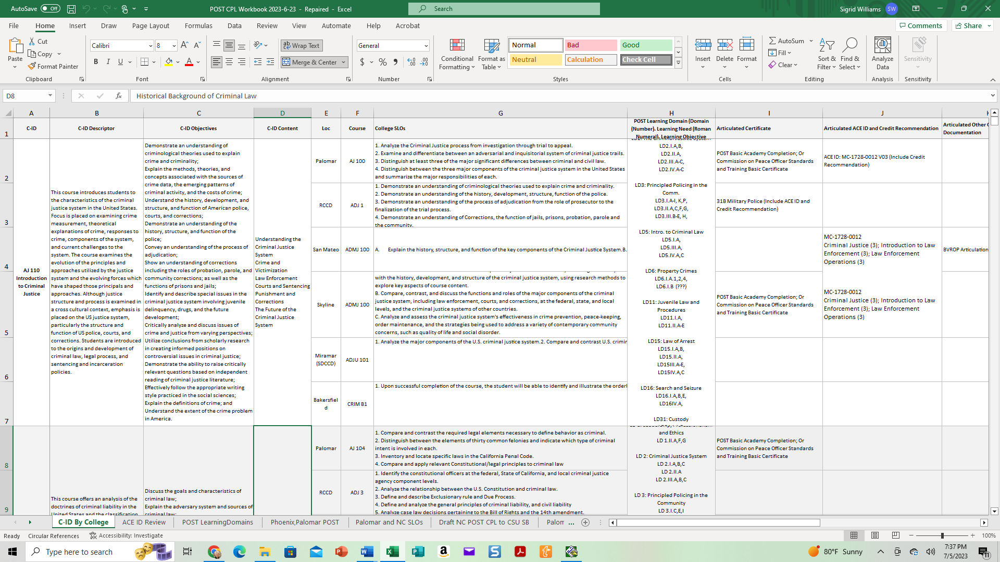 AutoSave Off POST CPL Workbook 2023-6-23 - Repaired - Excel Search Sigrid Williams SW
File Home Insert Draw Page Layout Formulas Data Review View Automate Help Acrobat Comments Share
Paste Cut Copy Format Painter Clipboard
Calibri 8 Font
Wrap Text Merge & Center Alignment
General Number
Conditional Formatting Format as Table Normal Bad Good Neutral Calculation Check Cell Styles
Insert Delete Format Cells
AutoSum Fill Clear Sort & Filter Find & Select Editing
Analyze Data Analysis Sensitivity Sensitivity
D8 fx Historical Background of Criminal Law
A B C D E F G H I J
1 C-ID C-ID Descriptor C-ID Objectives C-ID Content Loc Course College SLOs
POST Learning Domain (Domain
(Number). Learning Need (Roman
Numeral). Learning Objective
Articulated Certificate
Articulated ACE ID and Credit Recommendation
Articulated Other
Documentation
AJ 110
Introduction
to Criminal
Justice
This course introduces students to
the characteristics of the criminal
justice system in the United States.
Focus is placed on examining crime
measurement, theoretical
explanations of crime, responses to
crime, components of the system,
and current challenges to the
system. The course examines the
evolution of the principles and
approaches utilized by the justice
system and the evolving forces which
have shaped those principals and
approaches. Although justice
structure and process is examined in
a cross cultural context, emphasis is
placed on the US justice system,
particularly the structure and
function of US police, courts, and
corrections. Students are introduced
to the origins and development of
criminal law, legal process, and
sentencing and incarceration
policies.
Demonstrate an understanding of
criminological theories used to explain
crime and criminality;
Explain the methods, theories, and
concepts associated with the sources of
crime data, the emerging patterns of
criminal activity, and the costs of crime;
Understand the history, development, and
structure, and function of American police,
courts, and corrections;
Demonstrate an understanding of the
history, structure, and function of the
police;
Convey an understanding of the process of
adjudication;
Show an understanding of corrections
including the roles of probation, parole, and
community corrections; as well as the
functions of prisons and jails;
Identify and describe special issues in the
criminal justice system involving juvenile
delinquency, drugs, and the future
development;
Critically analyze and discuss issues of
crime and justice from varying perspectives;
Utilize conclusions from scholarly research
in creating informed positions on
controversial issues in criminal justice;
Demonstrate the ability to raise critically
relevant questions based on independent
reading of criminal justice literature;
Effectively follow the appropriate writing
style practiced in the social sciences;
Explain the definitions of crime; and
Understand the extent of the crime problem
in America.
Understanding the
Criminal Justice
System
Crime and
Victimization
Law Enforcement
Courts and Sentencing
Punishment and
Corrections
The Future of the
Criminal Justice
System
2 Palomar AJ 100
1. Analyze the Criminal Justice process from investigation through trial to appeal.
2. Examine and differentiate between an adversarial and inquisitorial system of criminal justice trails.
3. Distinguish at least three of the major significant differences between criminal and civil law.
4. Distinguish between the three major components of the criminal justice system in the United States
and summarize the major responsibilities of each.
3 RCCD ADJ 1
1. Demonstrate an understanding of criminological theories used to explain crime and criminality.
2. Demonstrate an understanding of the history, development, structure, function of the police.
3. Demonstrate an understanding of the process of adjudication from the role of prosecutor to the
finalization of the trial process.
4. Demonstrate an understanding of Corrections, the function of jails, prisons, probation, parole and
the community.
4 San Mateo ADMJ 100
A. Explain the history, structure, and function of the key components of the Criminal Justice System.B.
5 Skyline ADMJ 100
with the history, development, and structure of the criminal justice system, using research methods to
explore key aspects of course content.
B. Compare, contrast, and discuss the functions and roles of the major components of the criminal
justice system, including law enforcement, courts, and corrections, at the federal, state, and local
levels, and the criminal justice systems of other countries.
C. Analyze and assess the criminal justice system's effectiveness in crime prevention, peace-keeping,
order maintenance, and the strategies being used to address a variety of contemporary community
concerns, such as quality of life and social disorder.
6 Miramar
(SDCCD)
ADJU 101
1. Analyze the major components of the U.S. criminal justice system.2. Compare and contrast U.S. crimin
7 Bakersfiel
d
CRIM B1
1. Upon successful completion of the course, the student will be able to identify and illustrate the orderl
LD2.I.A,B,
LD2.II.A,
LD2.III.A-C,
LD2.IV.A-C
LD3: Principled Policing in the
Comm.
LD3.I.A-I, K,P,
LD3.II.A,C,F,G,
LD3.III.B-E, H,
LD5: Intro. to Criminal Law
LD5.I.A,
LD5.III.A,
LD5.IV.A,C
LD6: Property Crimes
LD6.I.A.1,2,4,
LD6.I.B (???)
LD11: Juvenile Law and
Procedures
LD11.I.A,
LD11.II.A-E
LD15: Law of Arrest
LD15.I.A,B,
LD15.II.A,
LD15III.A-E,
LD15IV.A,C
LD16: Search and Seizure
LD16.I.A,B,E,
LD16IV.A,
LD31: Custody
POST Basic Academy Completion; Or
Commission on Peace Officer Standards
and Training Basic Certificate
ACE ID: MC-1728-0012 V03 (Include Credit
Recommendation)
31B Military Police (Include ACE ID and
Credit Recommendation)
MC-1728-0012
Criminal Justice (3); Introduction to Law
Enforcement (3); Law Enforcement
Operations (3)
BVROP Articulation
POST Basic Academy Completion; Or
Commission on Peace Officer Standards
and Training Basic Certificate
MC-1728-0012
Criminal Justice (3); Introduction to Law
Enforcement (3); Law Enforcement
Operations (3)
8 Palomar AJ 104
1. Compare and contrast the required legal elements necessary to define behavior as criminal.
2. Distinguish between the elements of thirty common felonies and indicate which type of criminal
intent is involved in each.
3. Inventory and locate specific laws in the California Penal Code.
4. Compare and apply relevant Constitutional/legal principles to criminal law
and Ethics
LD 1.II.A,F,G
LD 2: Criminal Justice System
LD 2.I.A,B,C
LD 2.II.A
LD 2.III.A,B,C
LD 3: Principled Policing in the
Community
LD 3.I.C,E,I
POST Basic Academy Completion; Or
Commission on Peace Officer Standards
and Training Basic Certificate
9 RCCD ADJ 3
1. Identify the constitutional officers at the federal, State of California, and local criminal justice
agency component levels.
2. Analyze the relationship between the U.S. Constitution and criminal law.
3. Define and describe Exclusionary rule and Due Process.
4. Define and analyze the general principles of criminal liability, and civil liability
5. Analyze case law decisions pertaining to the Bill of Rights and the 14th amendment.
This course offers an analysis of the
doctrines of criminal liability in the
United States and the classification
Discuss the goals and characteristics of
criminal law;
Explain the adversary system and sources of
criminal law;
C-ID By College ACE ID Review POST LearningDomains Phoenix,Palomar POST Palomar and NC SLOs Draft NC POST CPL to CSU SB Palom ...
Ready Circular References Accessibility: Investigate 100%
Type here to search 80°F Sunny 7:37 PM
7/5/2023
11